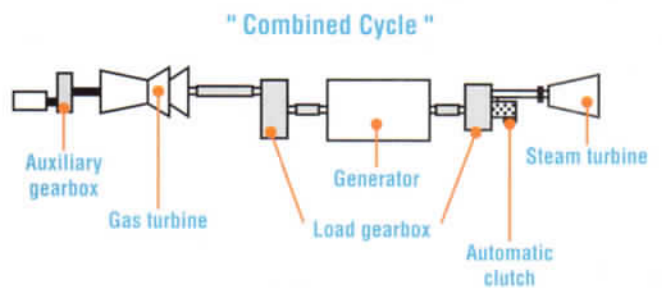 " Combined Cycle "
Auxiliary
gearbox
Gas turbine
Generator
Load gearbox
Steam turbine
Automatic
clutch